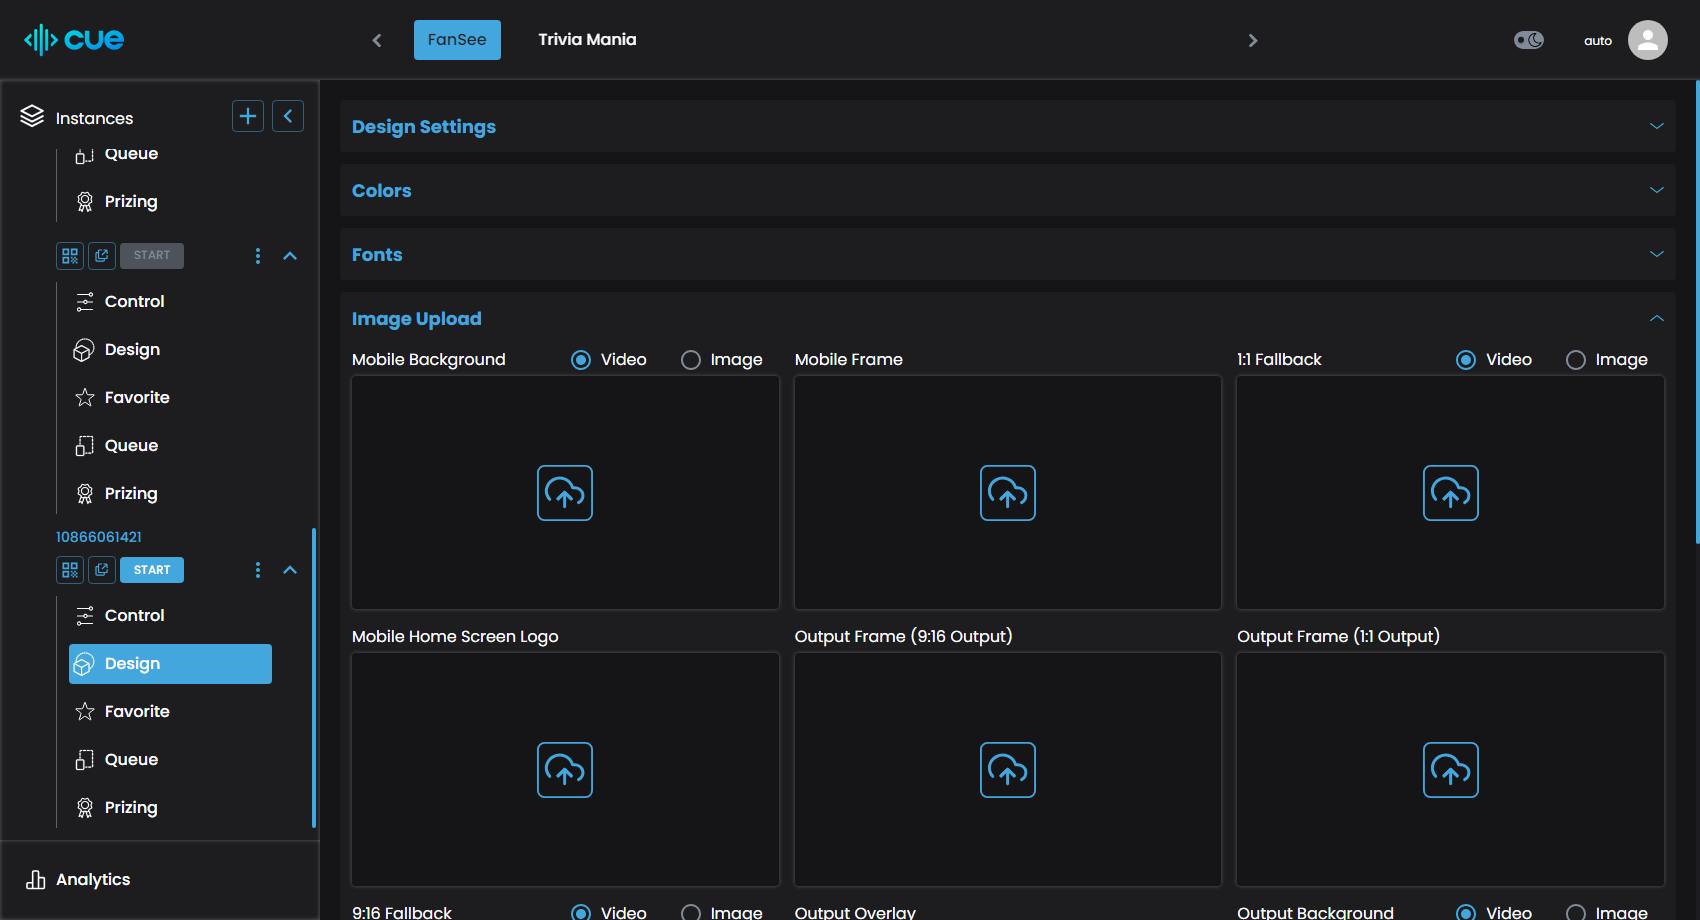 cue
FanSee
Trivia Mania
auto
Instances
Queue
Prizing
START
Control
Design
Favorite
Queue
Prizing
10866061421
START
Control
Design
Favorite
Queue
Prizing
Analytics
Design Settings
Colors
Fonts
Image Upload
Mobile Background Video Image
Mobile Frame
1:1 Fallback Video Image
Mobile Home Screen Logo
Output Frame (9:16 Output)
Output Frame (1:1 Output)
9:16 Fallback Video Image
Output Overlay
Output Background Video Image